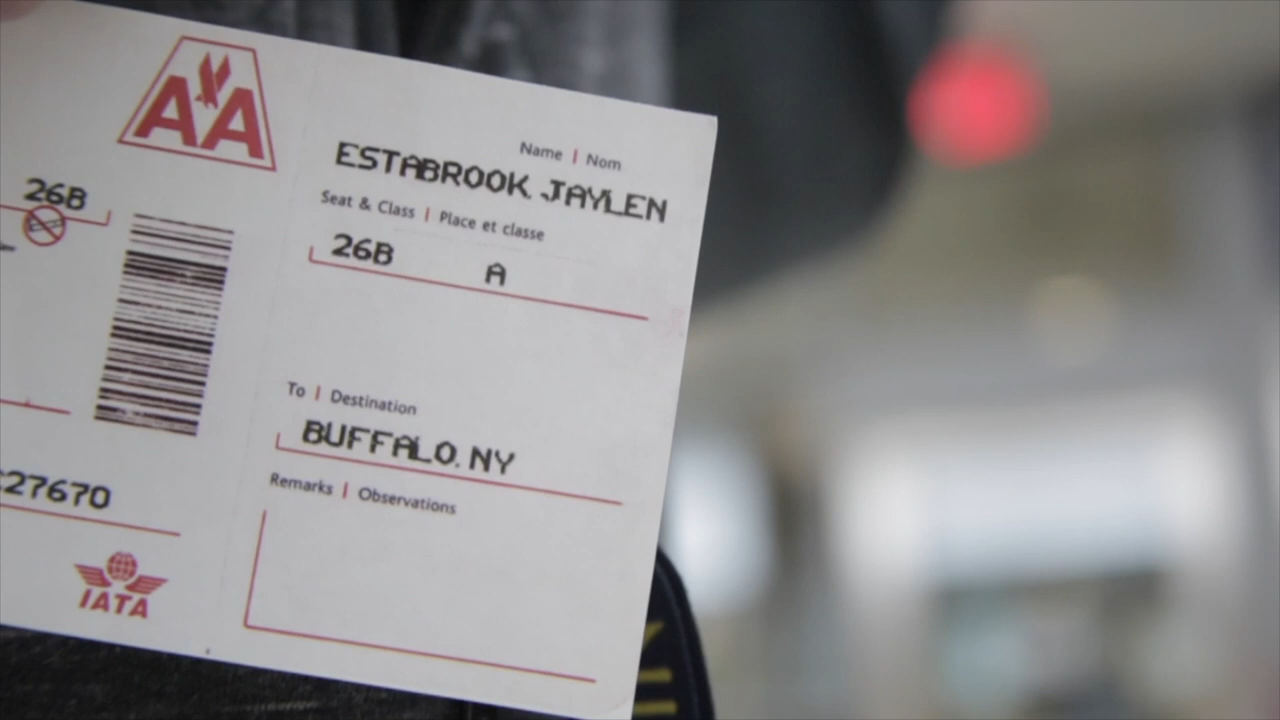 AA
Name | Nom
ESTABROOK. JAYLEN
Seat & Class | Place et classe
26B A
To | Destination
BUFFALO. NY
Remarks | Observations
26B
27670
IATA